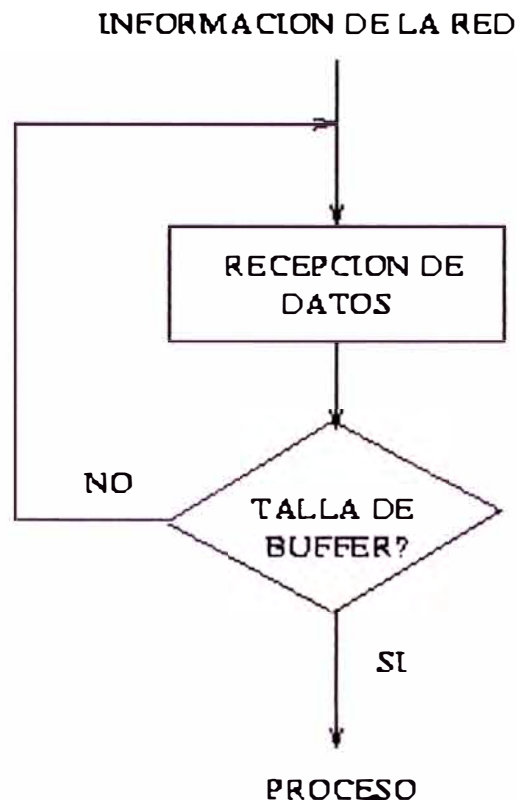 INFORMACION DE LA RED
RECEPCION DE
DATOS
NO
TALLA DE
BUFFER?
SI
PROCESO